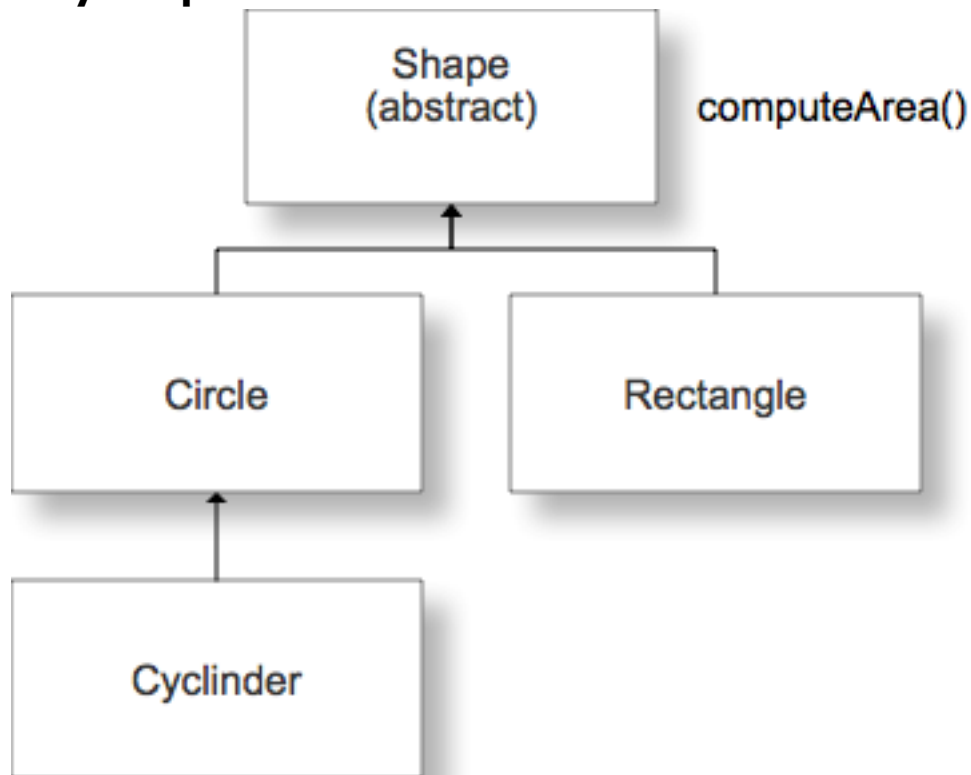 Shape
(abstract)
computeArea()
Circle
Rectangle
Cyclinder